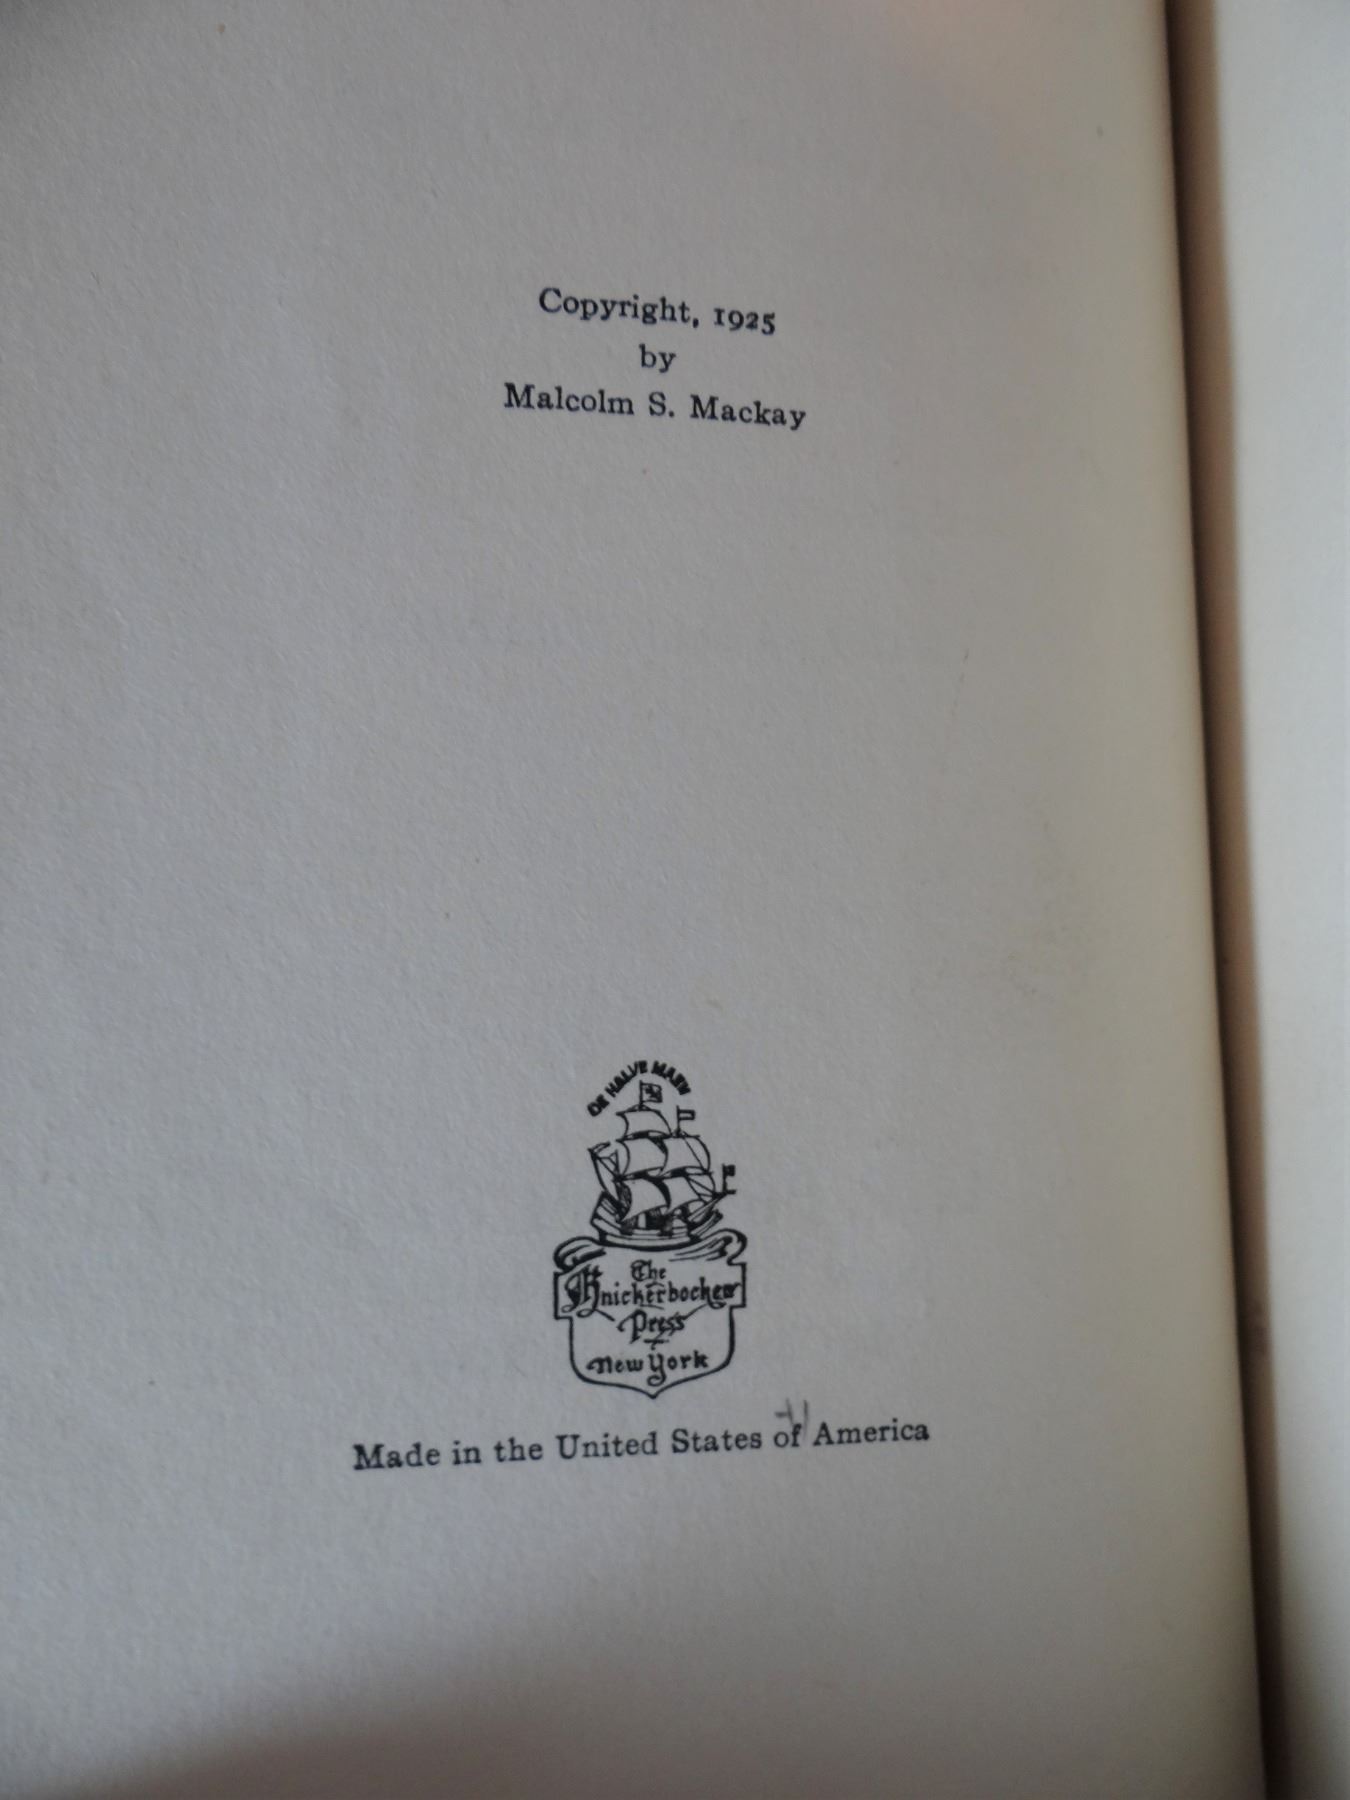 Copyright, 1925
by
Malcolm S. Mackay
DE HALVE MAEN
The
Knickerbocker
Press
New York
Made in the United States of America